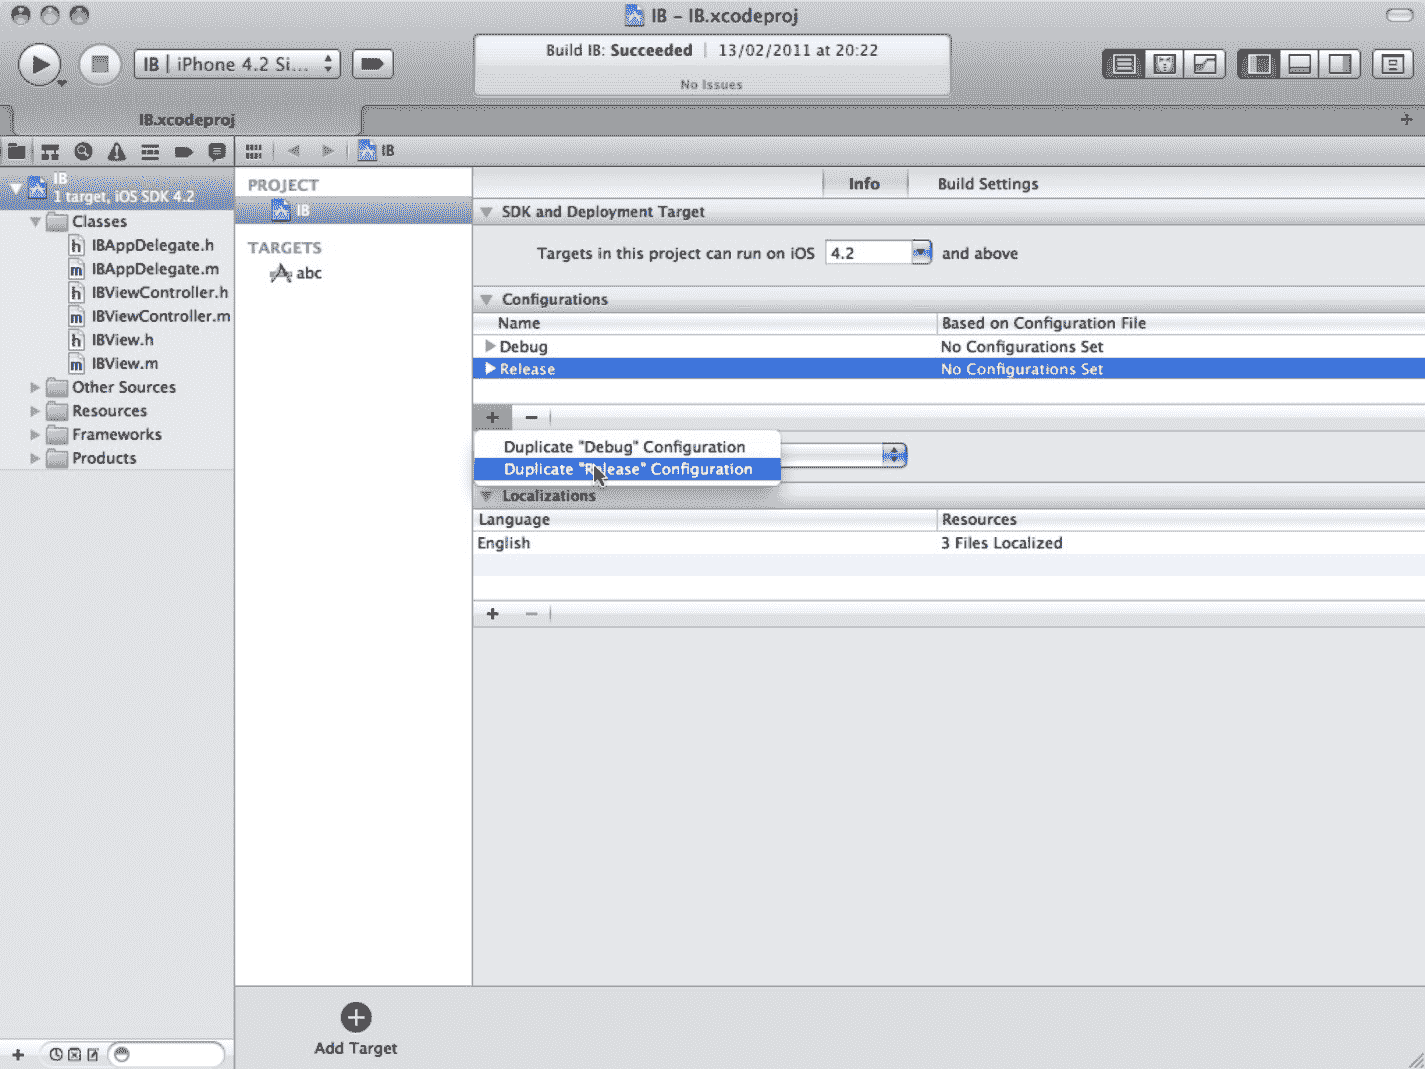 IB – IB.xcodeproj
IB | iPhone 4.2 Si...
Build IB: Succeeded | 13/02/2011 at 20:22
No Issues
IB.xcodeproj
IB
IB
1 target, iOS SDK 4.2
Classes
IBAppDelegate.h
IBAppDelegate.m
IBViewController.h
IBViewController.m
IBView.h
IBView.m
Other Sources
Resources
Frameworks
Products
PROJECT
IB
TARGETS
abc
Info Build Settings
SDK and Deployment Target
Targets in this project can run on iOS 4.2 and above
Configurations
Name Based on Configuration File
Debug No Configurations Set
Release No Configurations Set
Duplicate "Debug" Configuration
Duplicate "Release" Configuration
Localizations
Language Resources
English 3 Files Localized
Add Target